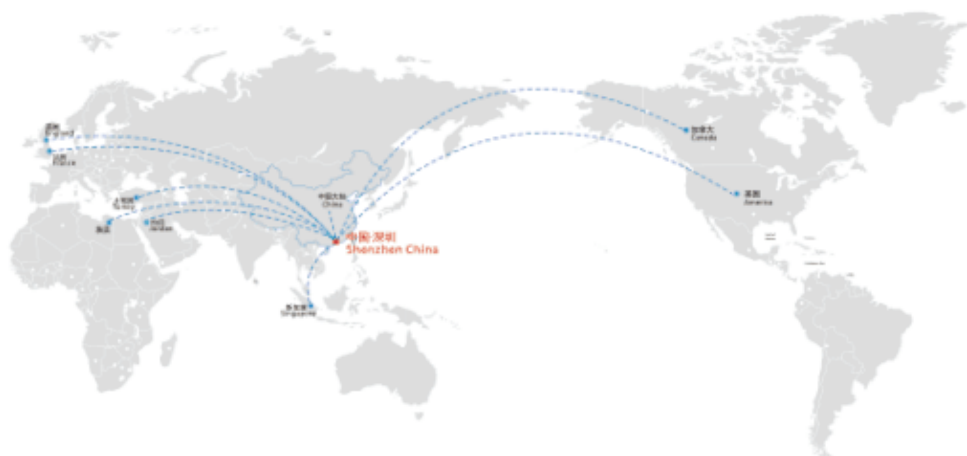 英国
England
法国
France
土耳其
Turkey
约旦
Jordan
中国大陆
China
中国·深圳
Shenzhen China
新加坡
Singapore
加拿大
Canada
美国
America